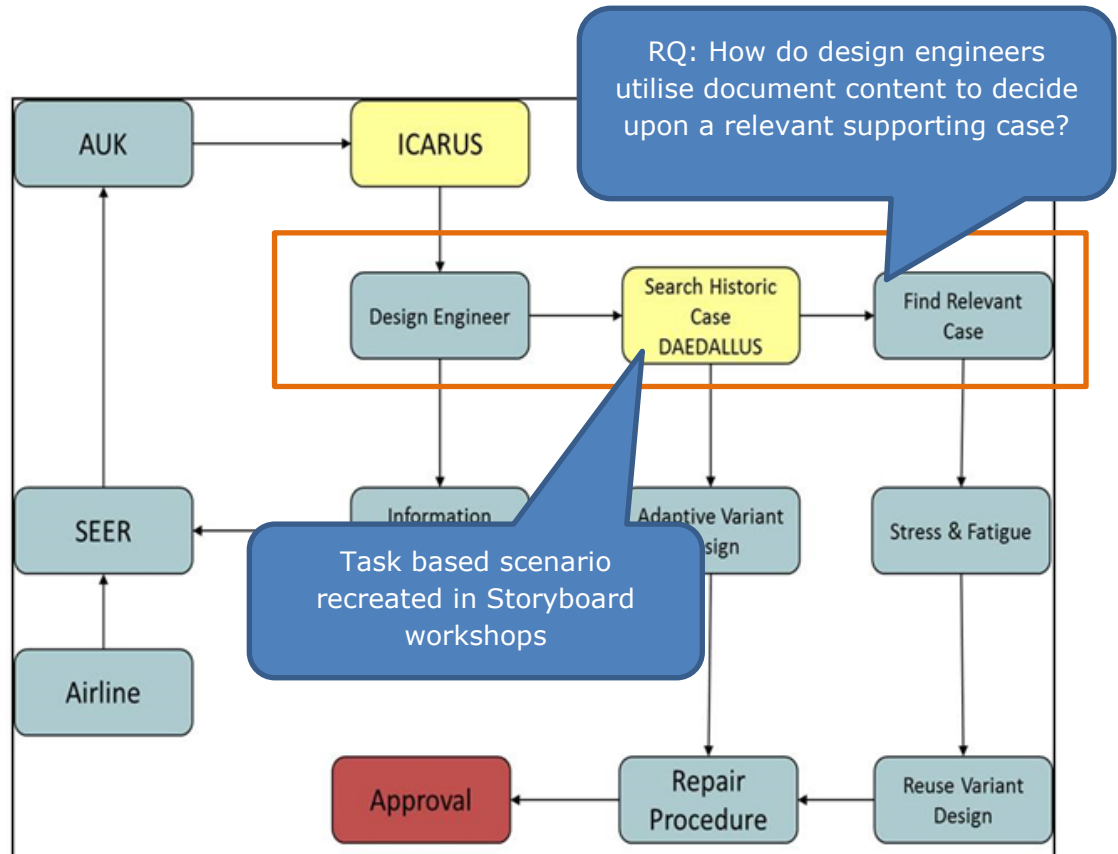 RQ: How do design engineers
utilise document content to decide
upon a relevant supporting case?
AUK
ICARUS
Design Engineer
Search Historic
Case
DAEDALLUS
Find Relevant
Case
SEER
Information
Adaptive Variant
Stress & Fatigue
Task based scenario
recreated in Storyboard
workshops
Airline
Approval
Repair
Procedure
Reuse Variant
Design